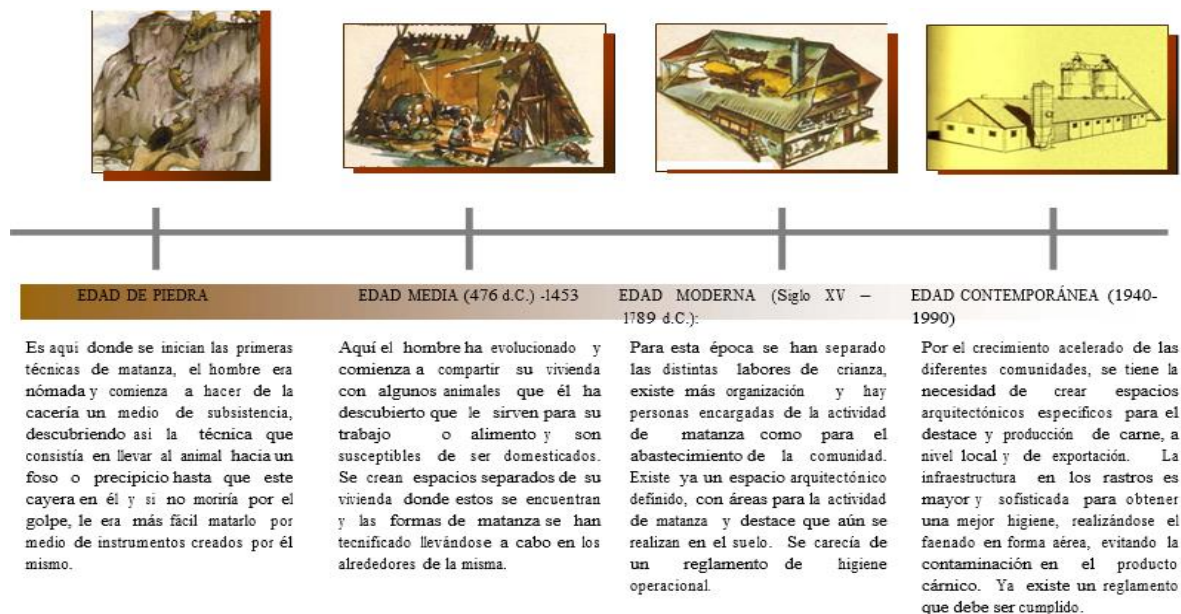 EDAD DE PIEDRA
Es aqui donde se inician las primeras
técnicas de matanza, el hombre era
nómada y comienza a hacer de la
cacería un medio de subsistencia,
descubriendo asi la técnica que
consistía en llevar al animal hacia un
foso o precipicio hasta que este
cayera en él y si no moriría por el
golpe, le era más fácil matarlo por
medio de instrumentos creados por él
mismo.
EDAD MEDIA (476 d.C.) -1453
Aquí el hombre ha evolucionado y
comienza a compartir su vivienda
con algunos animales que él ha
descubierto que le sirven para su
trabajo o alimento y son
susceptibles de ser domesticados.
Se crean espacios separados de su
vivienda donde estos se encuentran
y las formas de matanza se han
tecnificado llevándose a cabo en los
alrededores de la misma.
EDAD MODERNA (Siglo XV –
1789 d.C.):
Para esta época se han separado
las distintas labores de crianza,
existe más organización y hay
personas encargadas de la actividad
de matanza como para el
abastecimiento de la comunidad.
Existe ya un espacio arquitectónico
definido, con áreas para la actividad
de matanza y destace que aún se
realizan en el suelo. Se carecía de
un reglamento de higiene
operacional.
EDAD CONTEMPORÁNEA (1940-
1990)
Por el crecimiento acelerado de las
diferentes comunidades, se tiene la
necesidad de crear espacios
arquitectónicos específicos para el
destace y producción de carne, a
nivel local y de exportación. La
infraestructura en los rastros es
mayor y sofisticada para obtener
una mejor higiene, realizándose el
faenado en forma aérea, evitando la
contaminación en el producto
cárnico. Ya existe un reglamento
que debe ser cumplido.